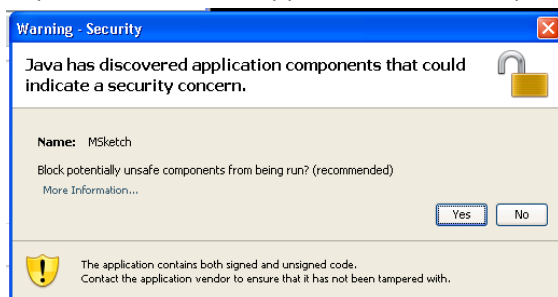 Warning - Security
Java has discovered application components that could
indicate a security concern.
Name: MSketch
Block potentially unsafe components from being run? (recommended)
More Information...
Yes No
The application contains both signed and unsigned code.
Contact the application vendor to ensure that it has not been tampered with.